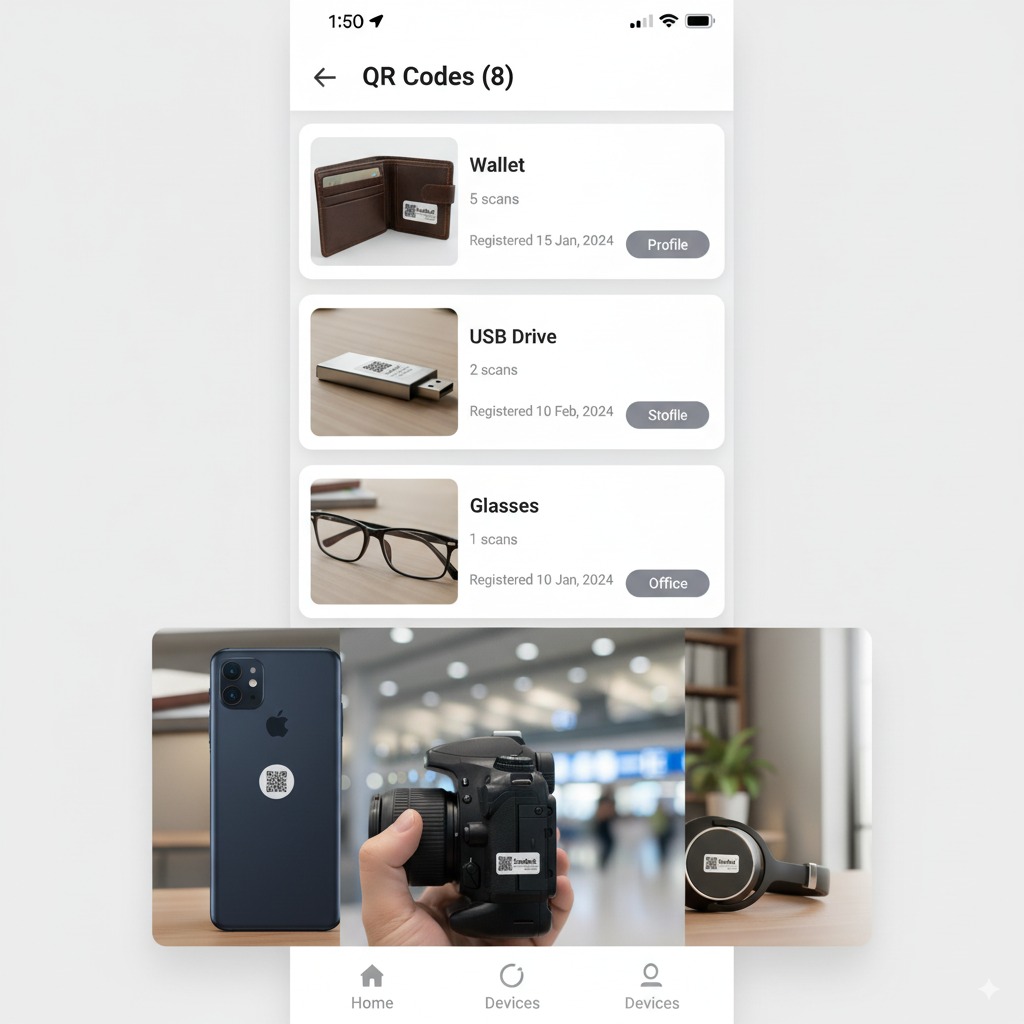 1:50
QR Codes (8)
Wallet
5 scans
Registered 15 Jan, 2024
Profile
USB Drive
2 scans
Registered 10 Feb, 2024
Stoflle
Glasses
1 scans
Registered 10 Jan, 2024
Office
Home
Devices
Devices